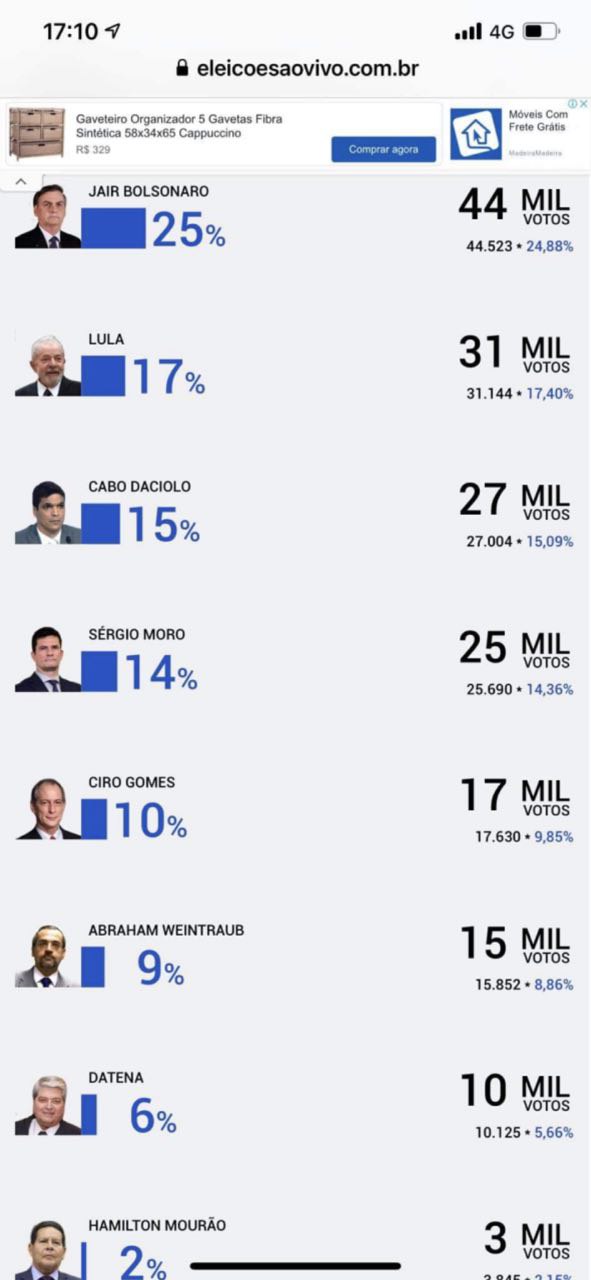 17:10
4G
eleicoesaovivo.com.br
Gaveteiro Organizador 5 Gavetas Fibra
Sintética 58x34x65 Cappuccino
R$ 329
Comprar agora
Móveis Com
Frete Grátis
MadeiraMadeira
JAIR BOLSONARO
25%
44 MIL
VOTOS
44.523 • 24,88%
LULA
17%
31 MIL
VOTOS
31.144 • 17,40%
CABO DACIOLO
15%
27 MIL
VOTOS
27.004 • 15,09%
SÉRGIO MORO
14%
25 MIL
VOTOS
25.690 • 14,36%
CIRO GOMES
10%
17 MIL
VOTOS
17.630 • 9,85%
ABRAHAM WEINTRAUB
9%
15 MIL
VOTOS
15.852 • 8,86%
DATENA
6%
10 MIL
VOTOS
10.125 • 5,66%
HAMILTON MOURÃO
2%
3 MIL
VOTOS